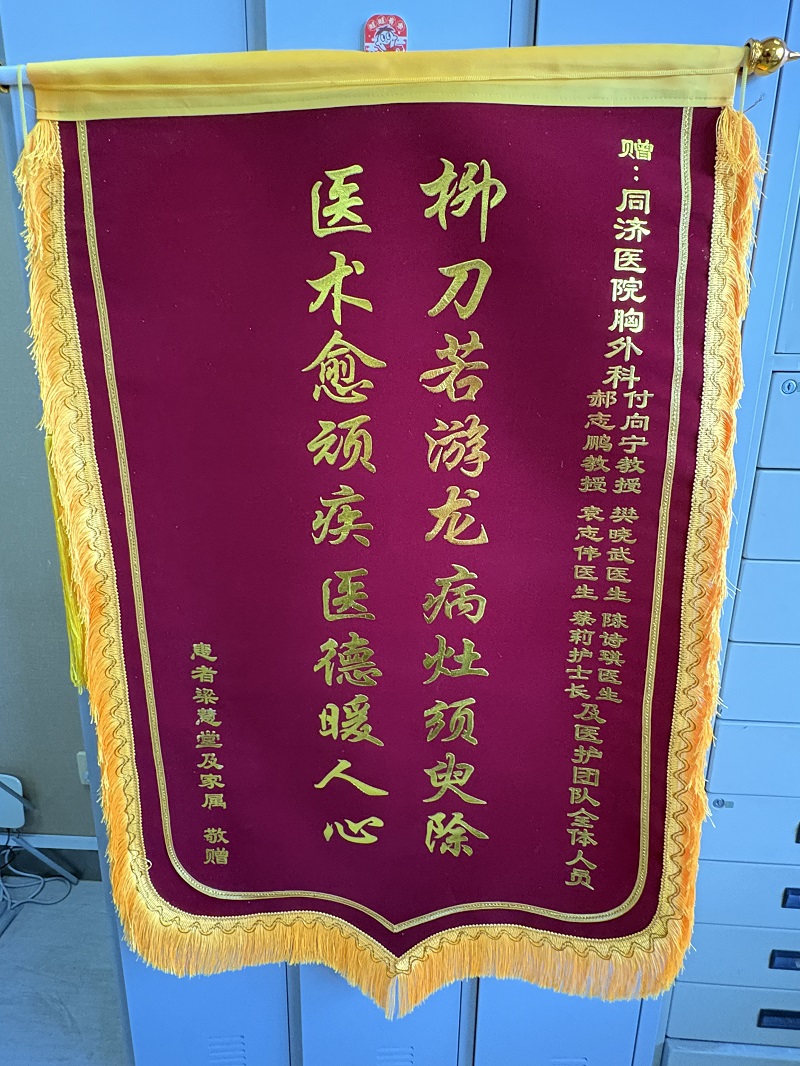 赠：同济医院胸外科
付向宁教授 樊晓武医生 陈诗琪医生
郝志鹏教授 袁志停医生 蔡莉护士长
及医护团队全体人员
柳刀若游龙病灶须臾除
医术愈顽疾医德暖人心
患者梁慧堂及家属 敬赠